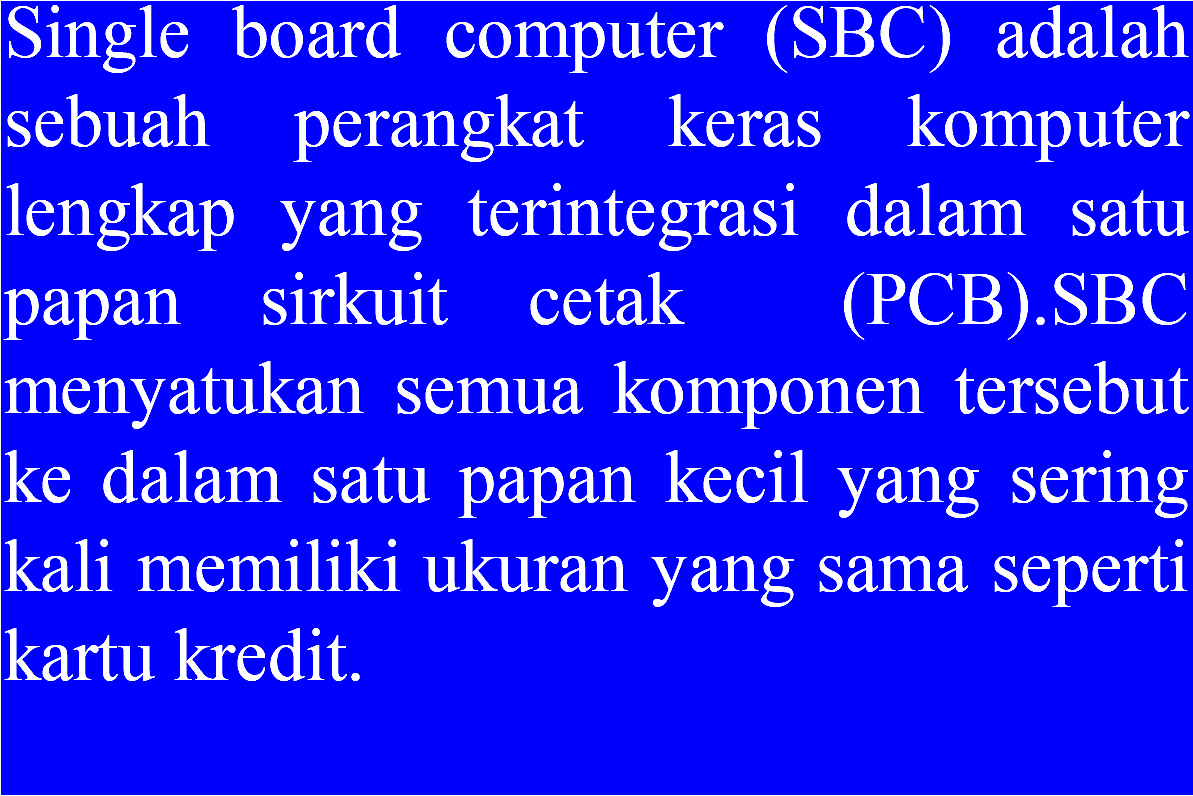 Single board computer (SBC) adalah
sebuah perangkat keras komputer
lengkap yang terintegrasi dalam satu
papan sirkuit cetak (PCB).SBC
menyatukan semua komponen tersebut
ke dalam satu papan kecil yang sering
kali memiliki ukuran yang sama seperti
kartu kredit.